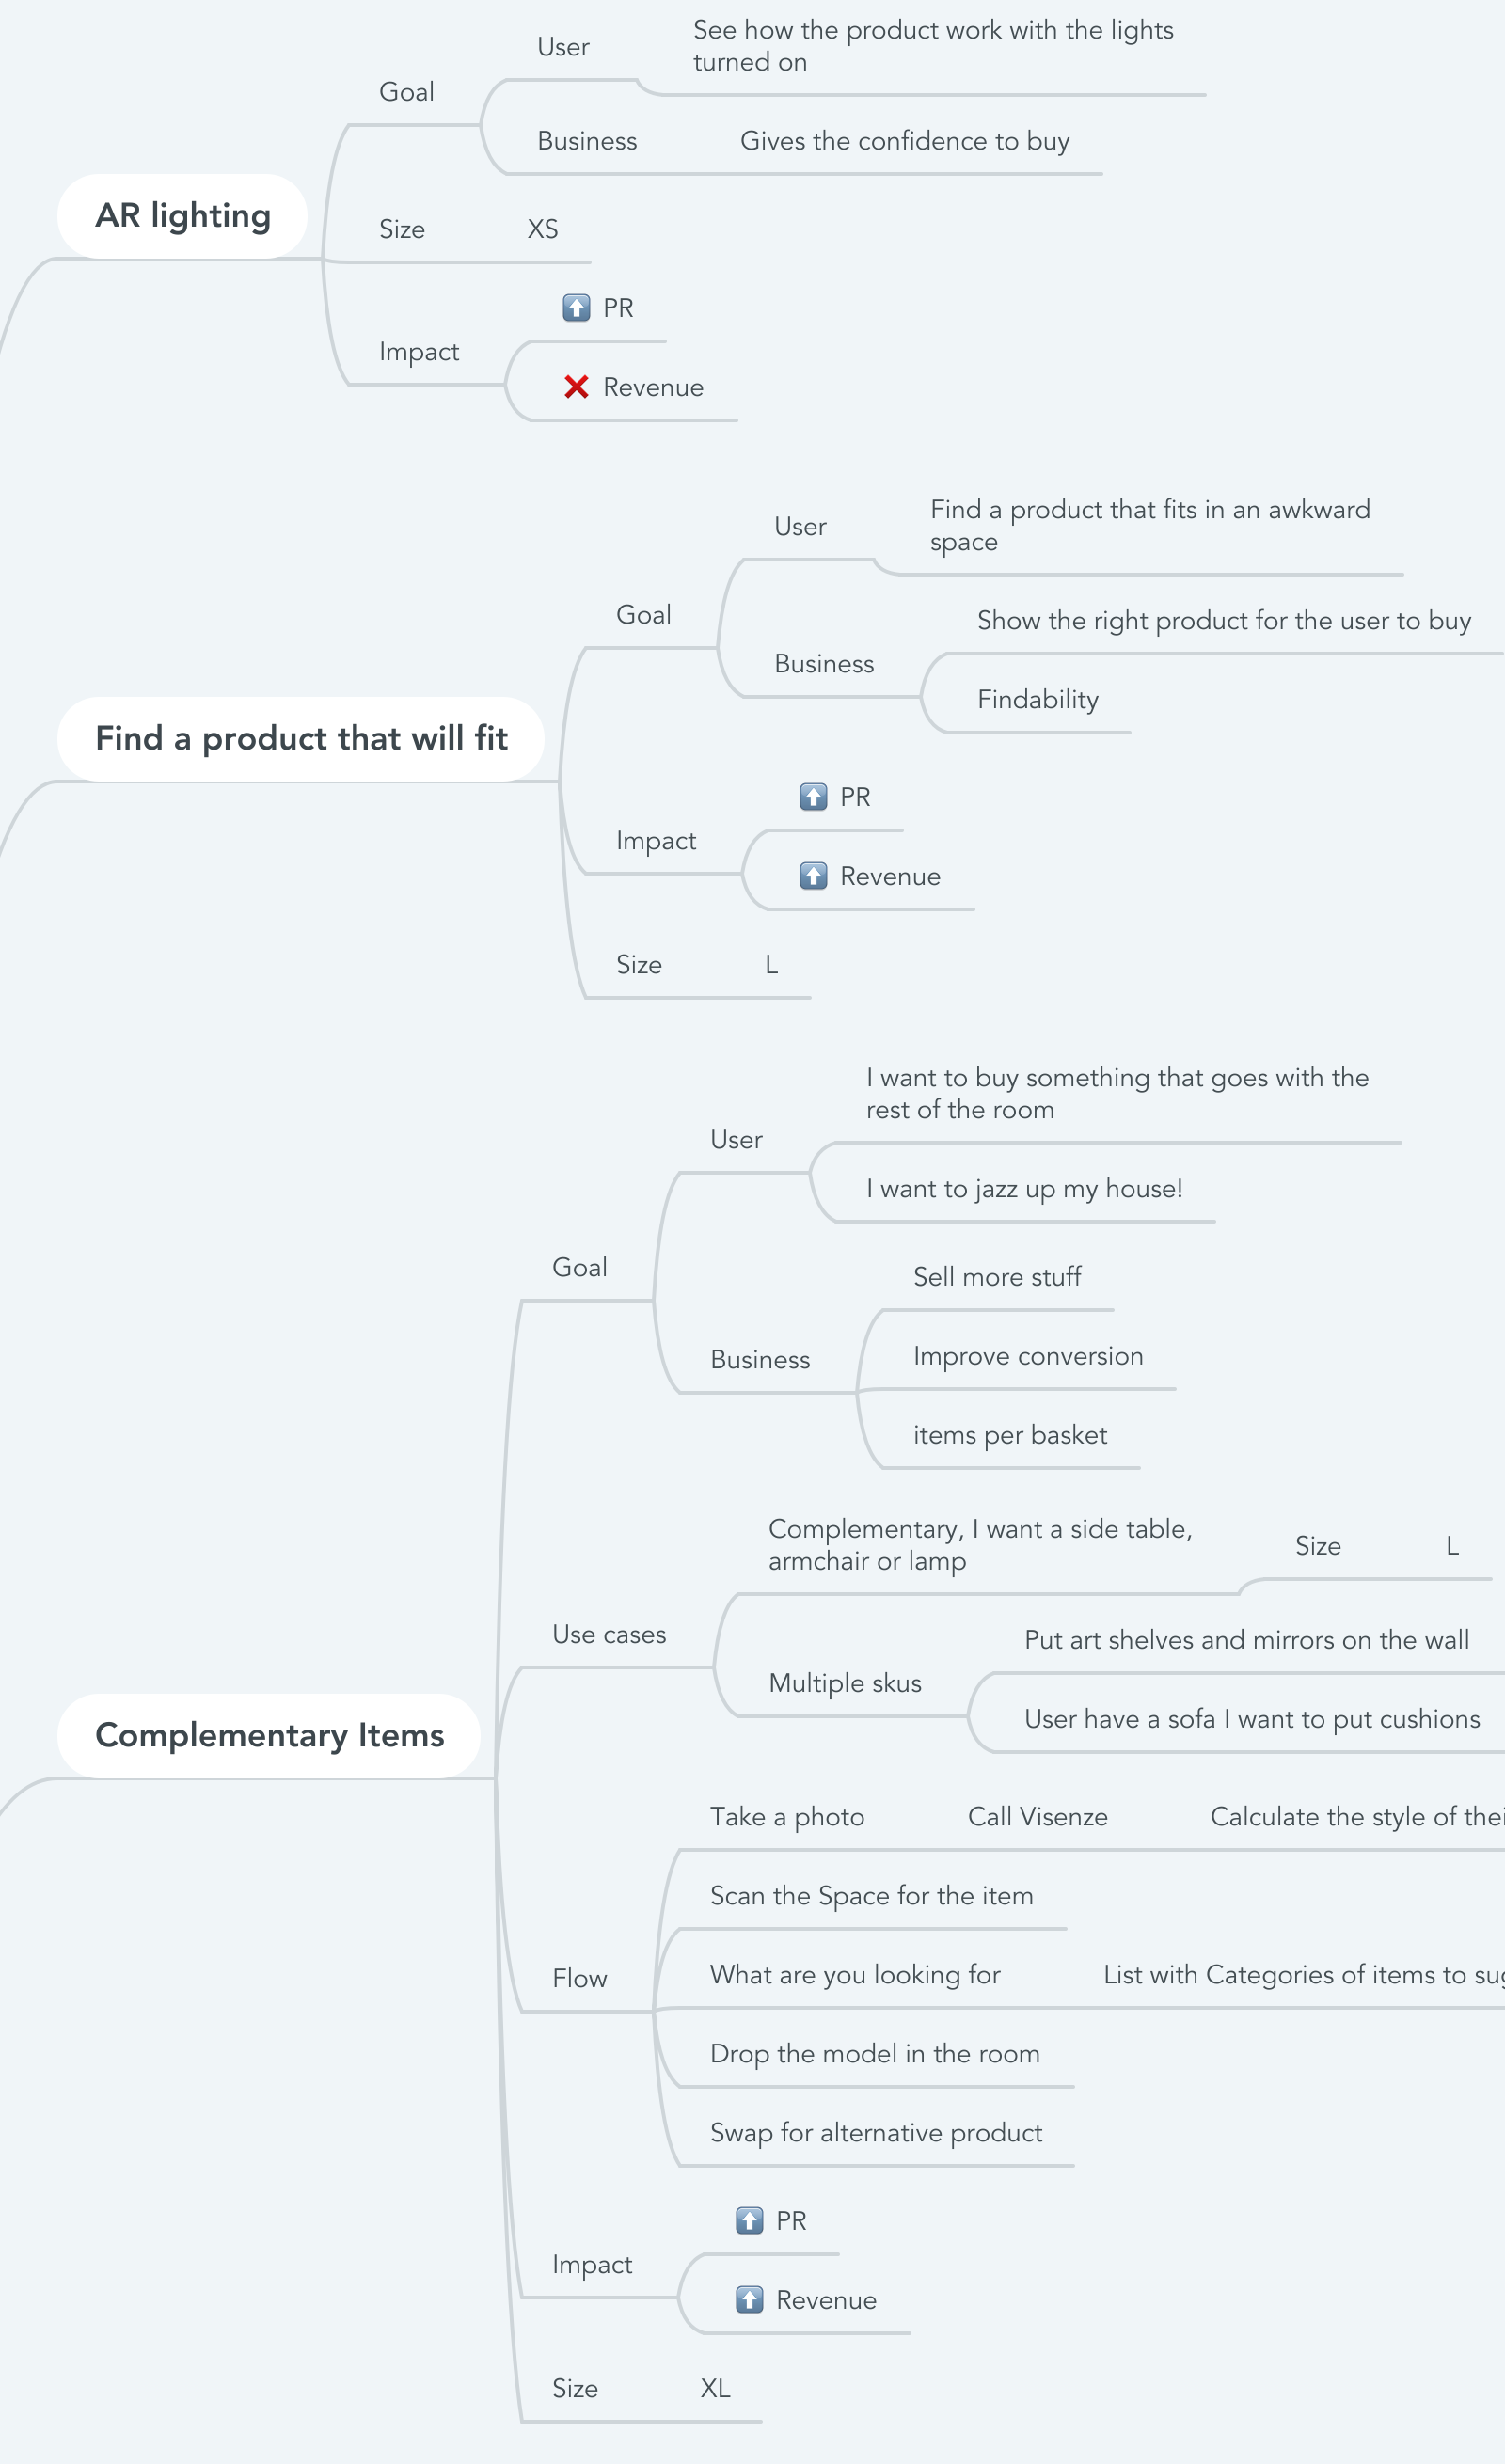 AR lighting
Goal
User
See how the product work with the lights
turned on
Business
Gives the confidence to buy
Size
XS
Impact
PR
Revenue
Find a product that will fit
Goal
User
Find a product that fits in an awkward
space
Business
Show the right product for the user to buy
Findability
Impact
PR
Revenue
Size
L
Complementary Items
Goal
User
I want to buy something that goes with the
rest of the room
I want to jazz up my house!
Business
Sell more stuff
Improve conversion
items per basket
Use cases
Complementary, I want a side table,
armchair or lamp
Size
L
Multiple skus
Put art shelves and mirrors on the wall
User have a sofa I want to put cushions
Flow
Take a photo
Call Visenze
Calculate the style of
Scan the Space for the item
What are you looking for
List with Categories of items to
Drop the model in the room
Swap for alternative product
Impact
PR
Revenue
Size
XL